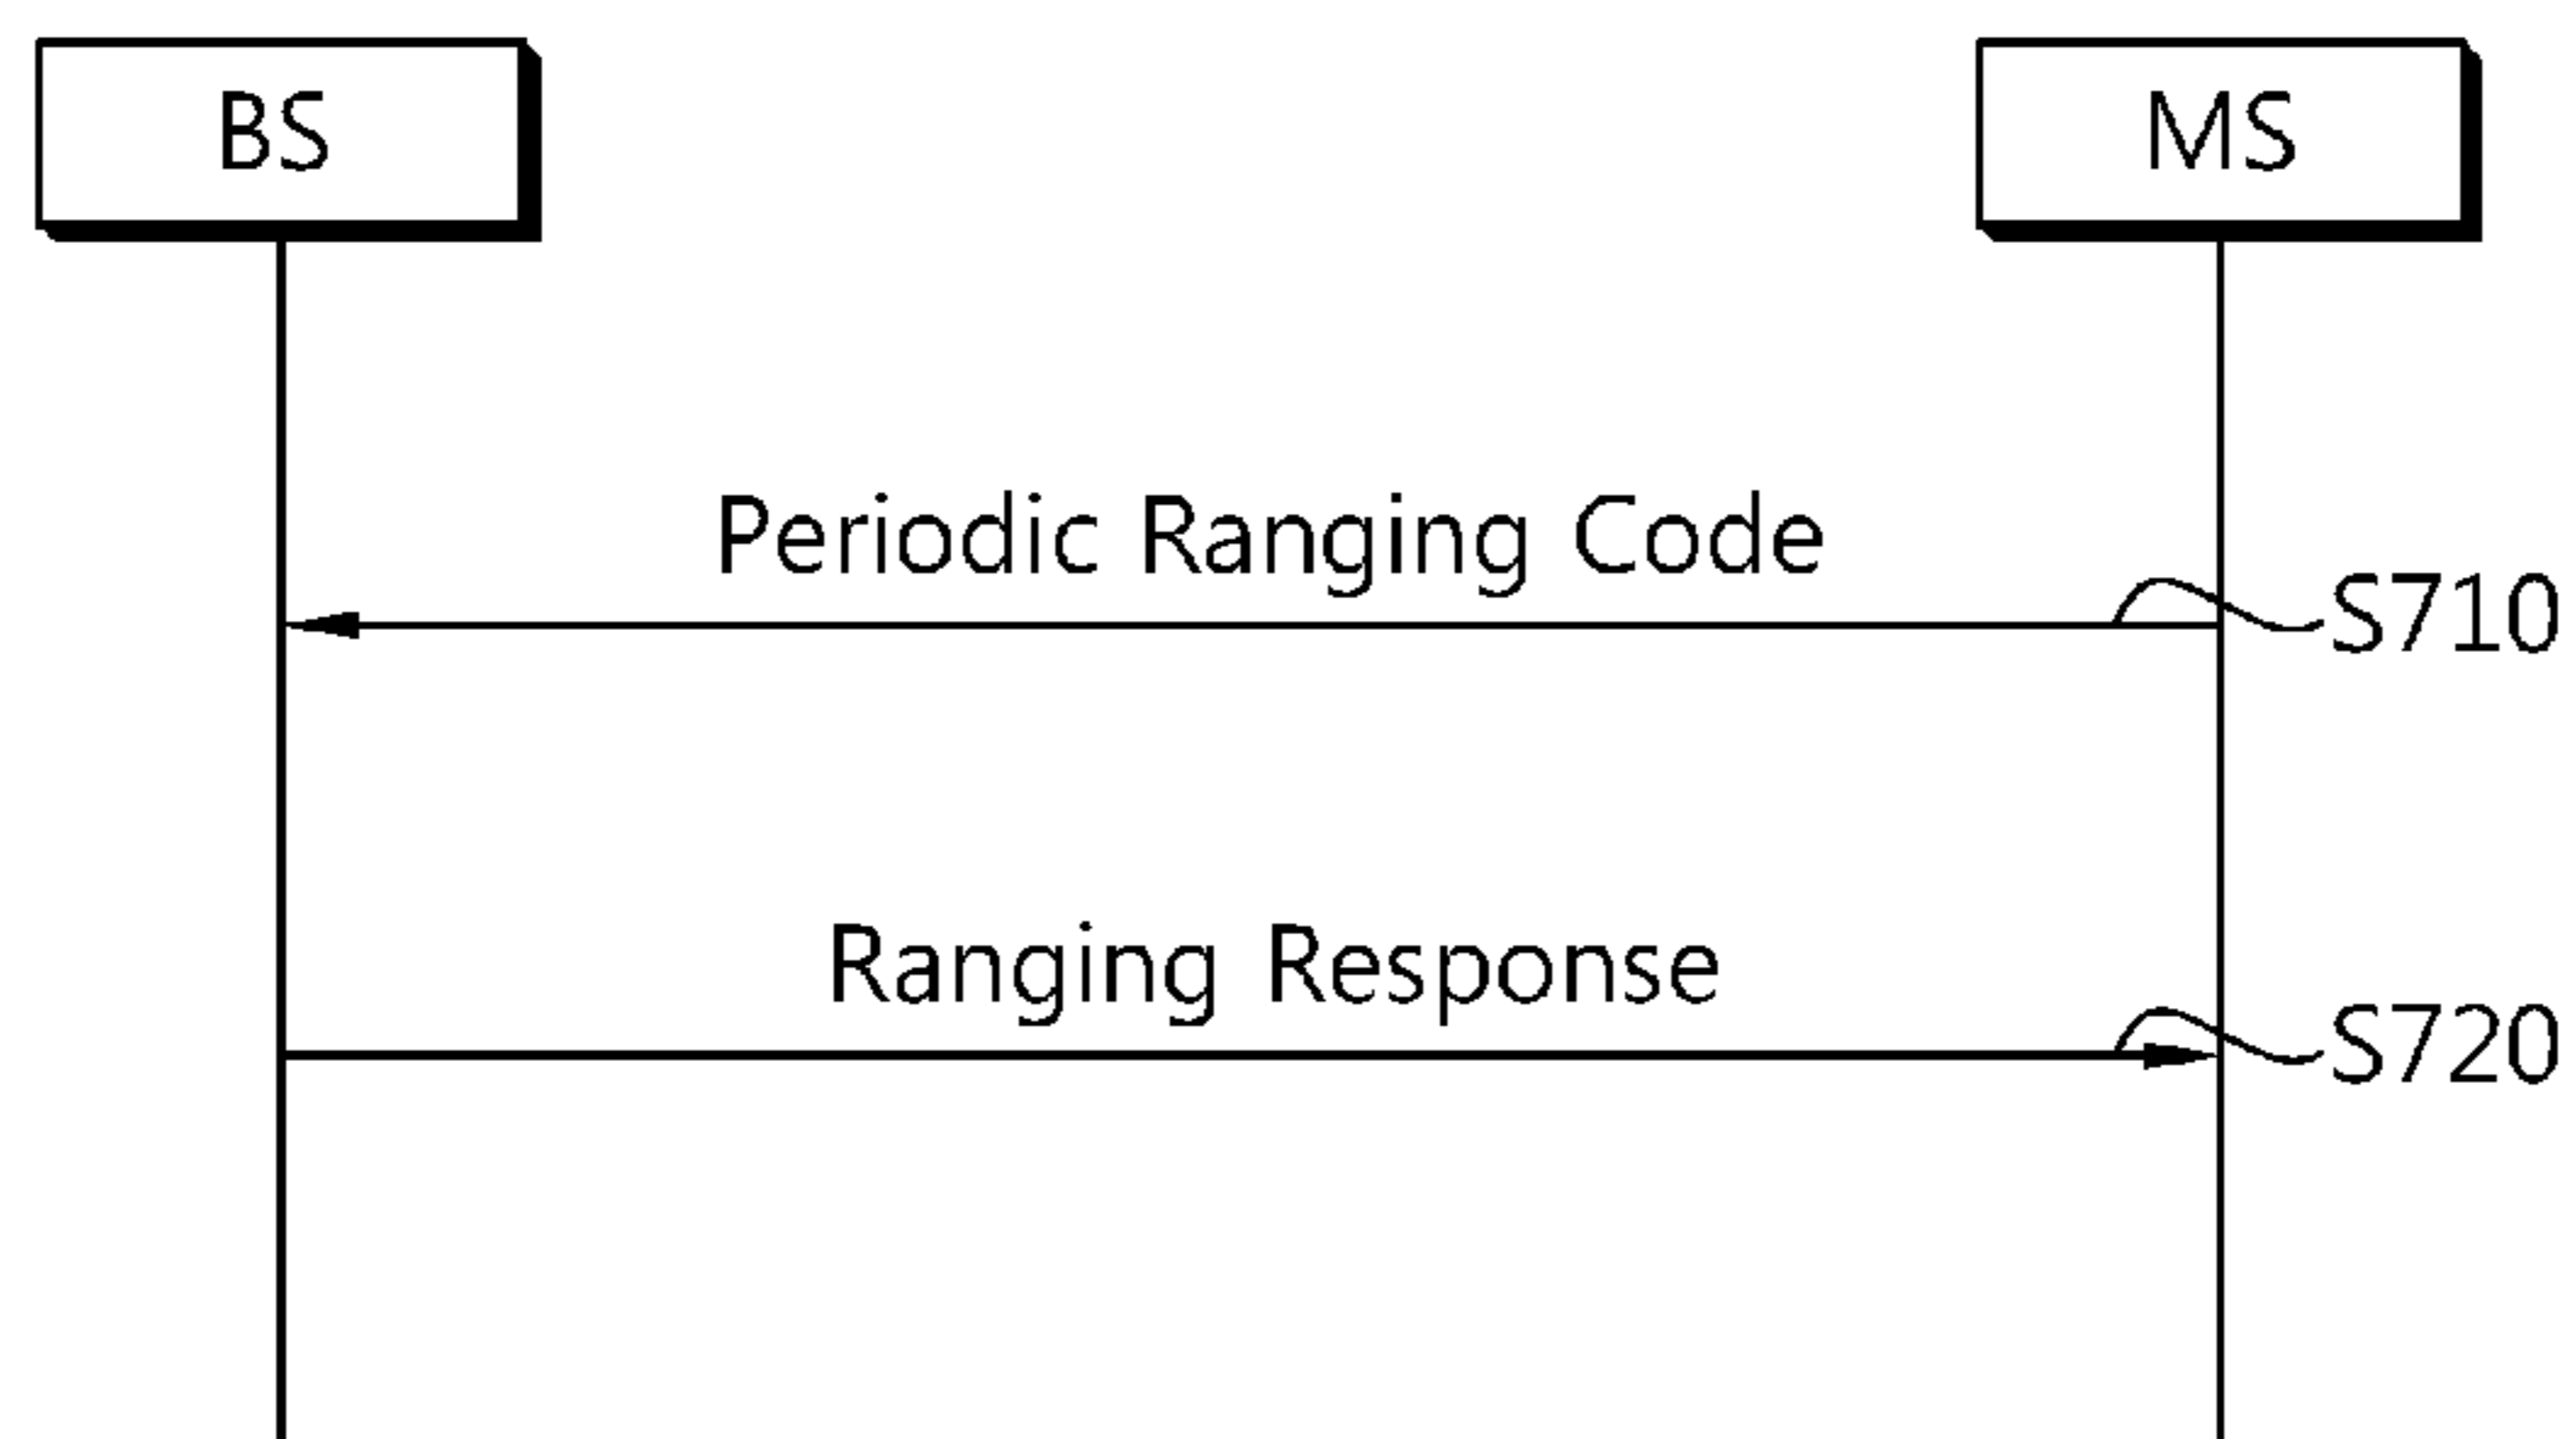 BS
MS
Periodic Ranging Code
S710
Ranging Response
S720